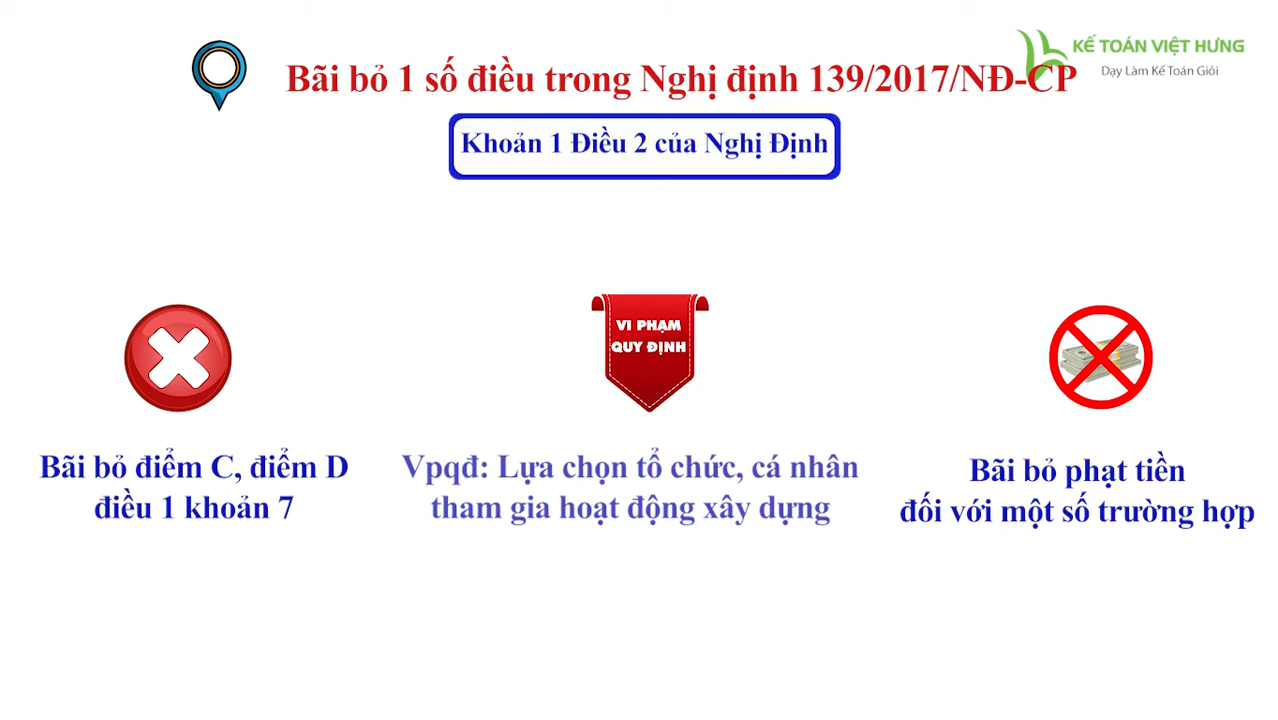 KẾ TOÁN VIỆT HƯNG
Dạy Làm Kế Toán Giỏi
Bãi bỏ 1 số điều trong Nghị định 139/2017/NĐ-CP
Khoản 1 Điều 2 của Nghị Định
VI PHẠM
QUY ĐỊNH
Bãi bỏ điểm C, điểm D
điều 1 khoản 7
Vpqđ: Lựa chọn tổ chức, cá nhân
tham gia hoạt động xây dựng
Bãi bỏ phạt tiền
đối với một số trường hợp